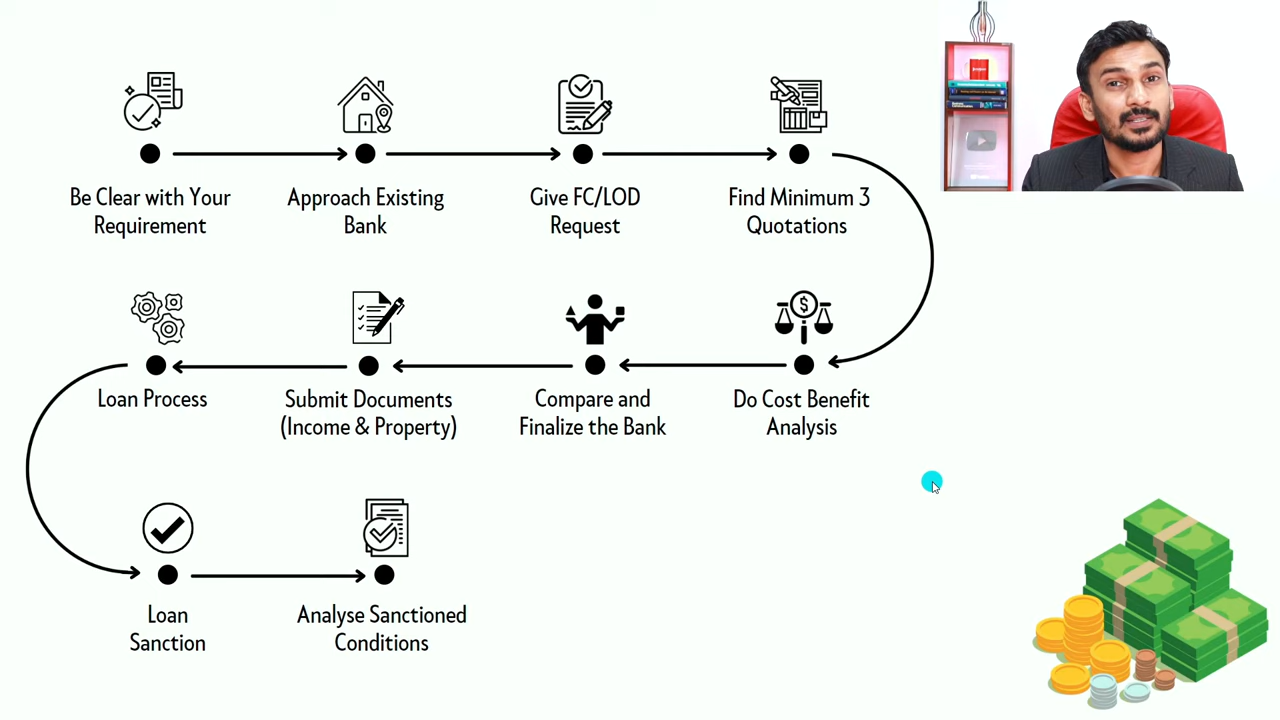 Be Clear with Your
Requirement
Approach Existing
Bank
Give FC/LOD
Request
Find Minimum 3
Quotations
Do Cost Benefit
Analysis
Compare and
Finalize the Bank
Submit Documents
(Income & Property)
Loan Process
Loan
Sanction
Analyse Sanctioned
Conditions